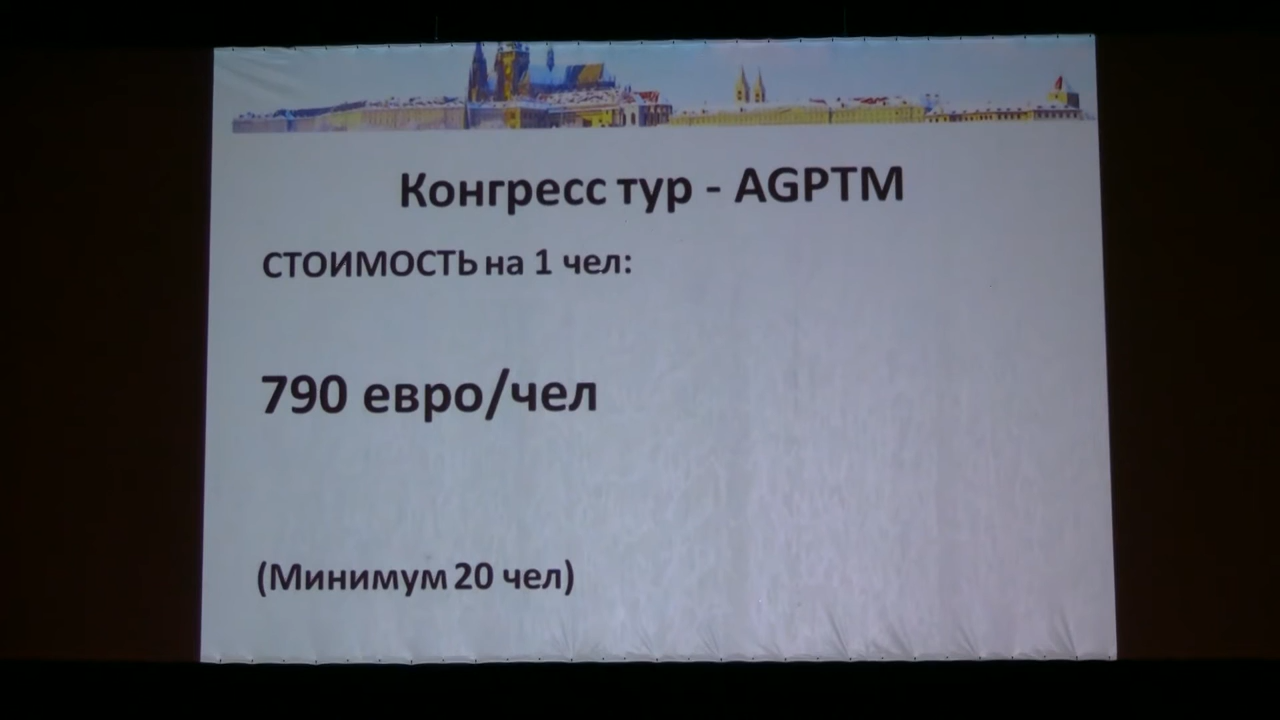 Конгресс тур - AGPTM
СТОИМОСТЬ на 1 чел:
790 евро/чел
(Минимум 20 чел)